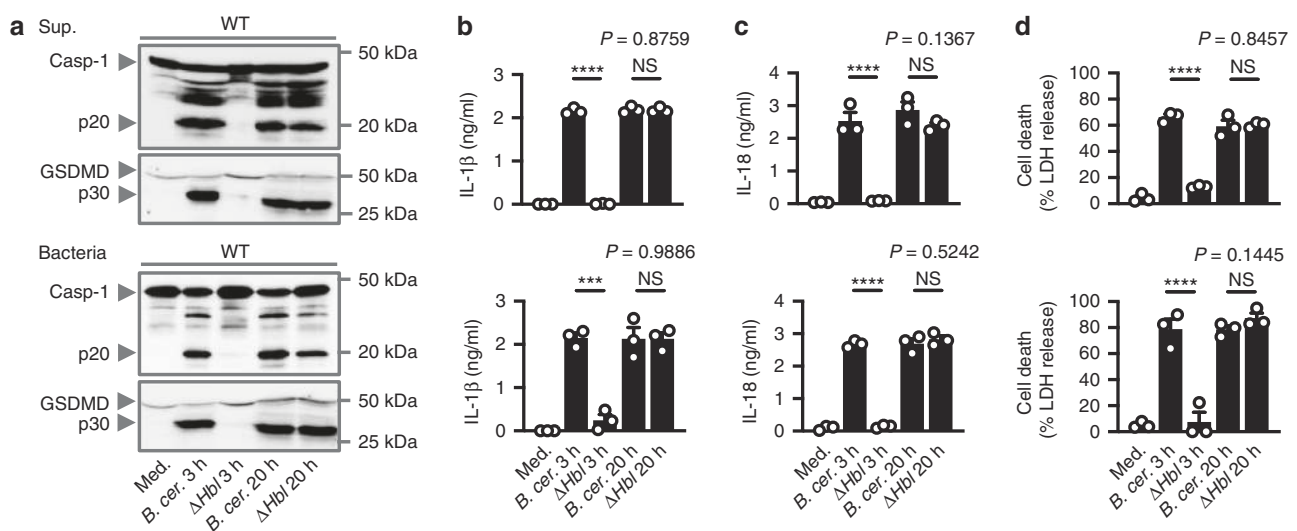 a
Sup.
WT
Casp-1
50 kDa
p20
20 kDa
GSDMD
50 kDa
p30
25 kDa
Bacteria
WT
Casp-1
50 kDa
p20
20 kDa
GSDMD
50 kDa
p30
25 kDa
Med.
B. cer. 3 h
ΔHbl 3 h
B. cer. 20 h
ΔHbl 20 h
b
P = 0.8759
**** NS
IL-1β (ng/ml)
3
2
1
0
P = 0.9886
*** NS
IL-1β (ng/ml)
3
2
1
0
Med.
B. cer. 3 h
ΔHbl 3 h
B. cer. 20 h
ΔHbl 20 h
c
P = 0.1367
**** NS
IL-18 (ng/ml)
4
3
2
1
0
P = 0.5242
**** NS
IL-18 (ng/ml)
4
3
2
1
0
Med.
B. cer. 3 h
ΔHbl 3 h
B. cer. 20 h
ΔHbl 20 h
d
P = 0.8457
**** NS
Cell death
(% LDH release)
100
80
60
40
20
0
P = 0.1445
**** NS
Cell death
(% LDH release)
100
80
60
40
20
0
Med.
B. cer. 3 h
ΔHbl 3 h
B. cer. 20 h
ΔHbl 20 h